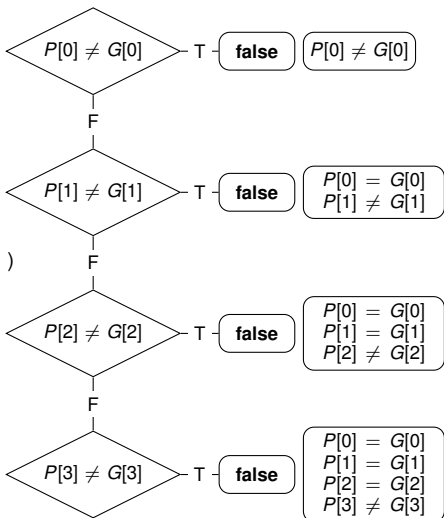 P[0] ≠ G[0] T false P[0] ≠ G[0]
F
P[1] ≠ G[1] T false P[0] = G[0]
P[1] ≠ G[1]
)
F
P[2] ≠ G[2] T false P[0] = G[0]
P[1] = G[1]
P[2] ≠ G[2]
F
P[3] ≠ G[3] T false P[0] = G[0]
P[1] = G[1]
P[2] = G[2]
P[3] ≠ G[3]